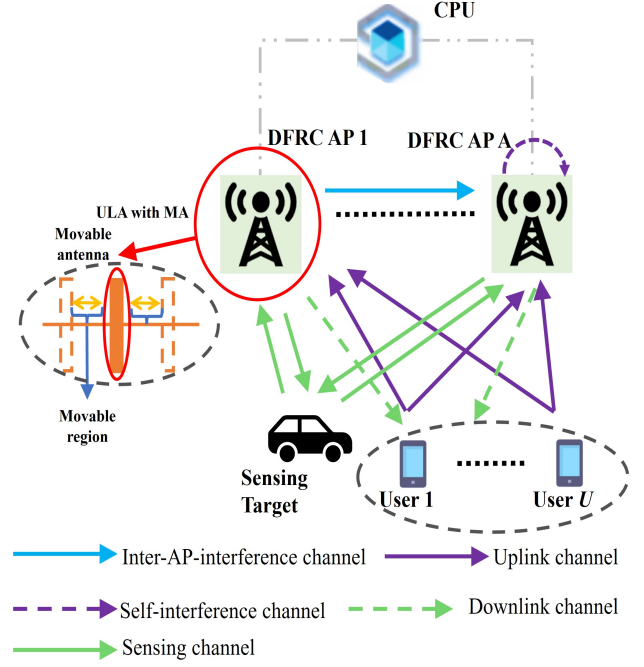 CPU
DFRC AP 1
DFRC AP A
ULA with MA
Movable
antenna
Movable
region
Sensing
Target
User 1
User U
Inter-AP-interference channel
Uplink channel
Self-interference channel
Downlink channel
Sensing channel